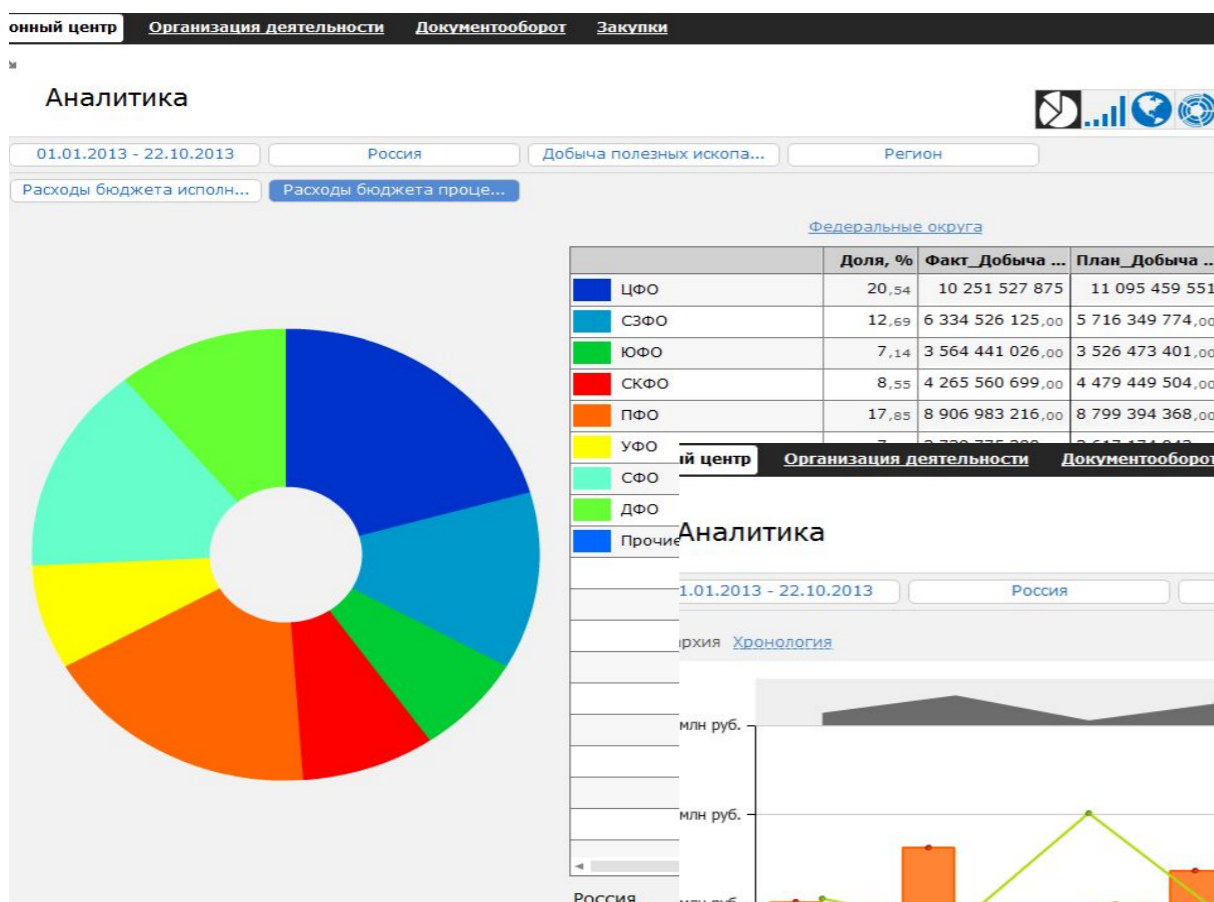 онный центр Организация деятельности Документооборот Закупки
Аналитика
01.01.2013 - 22.10.2013 Россия Добыча полезных ископа... Регион
Расходы бюджета исполн... Расходы бюджета проце...
Федеральные округа
Доля, % Факт_Добыча ... План_Добыча ...
ЦФО 20,54 10 251 527 875 11 095 459 551
СЗФО 12,69 6 334 526 125,00 5 716 349 774,00
ЮФО 7,14 3 564 441 026,00 3 526 473 401,00
СКФО 8,55 4 265 560 699,00 4 479 449 504,00
ПФО 17,85 8 906 983 216,00 8 799 394 368,00
УФО
СФО
ДФО
Прочие
й центр Организация деятельности Документооборот
Аналитика
1.01.2013 - 22.10.2013 Россия
рхия Хронология
млн руб.
млн руб.
млн руб.
Россия